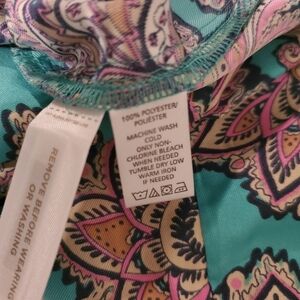 100% POLYESTER/
POLIÉSTER
MACHINE WASH
COLD
ONLY NON-
CHLORINE BLEACH
WHEN NEEDED
TUMBLE DRY LOW
WARM IRON
IF NEEDED
REMOVE BEFORE WEARING
OR WASHING